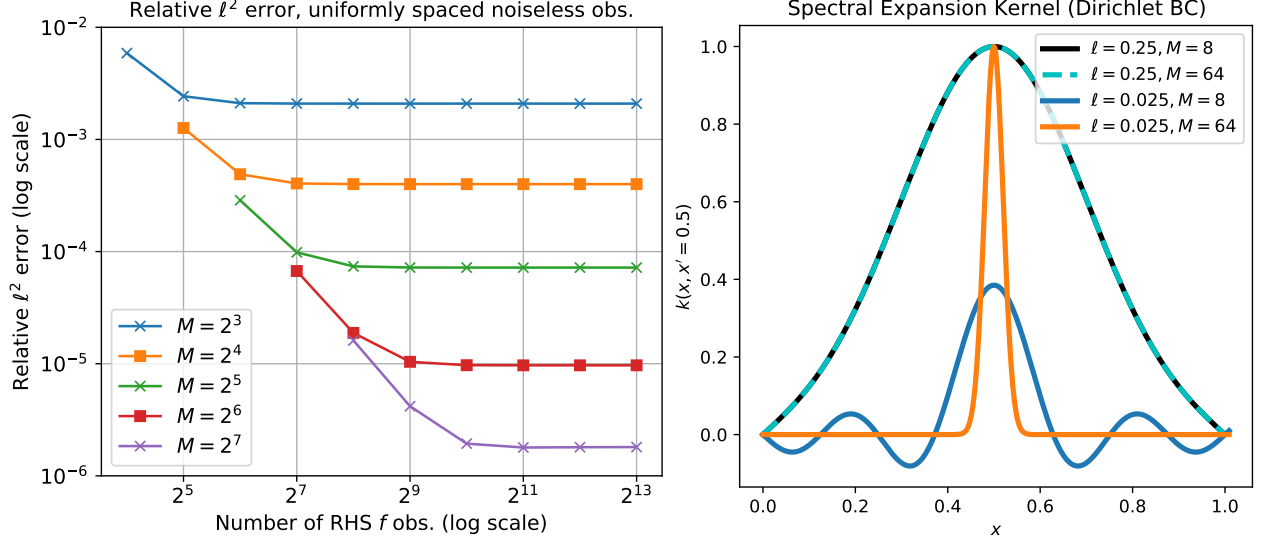 Relative ℓ² error, uniformly spaced noiseless obs.
Relative ℓ² error (log scale)
10⁻²
10⁻³
10⁻⁴
10⁻⁵
10⁻⁶
M = 2³
M = 2⁴
M = 2⁵
M = 2⁶
M = 2⁷
2⁵ 2⁷ 2⁹ 2¹¹ 2¹³
Number of RHS f obs. (log scale)
Spectral Expansion Kernel (Dirichlet BC)
k(x, x′ = 0.5)
1.0
0.8
0.6
0.4
0.2
0.0
ℓ = 0.25, M = 8
ℓ = 0.25, M = 64
ℓ = 0.025, M = 8
ℓ = 0.025, M = 64
0.0 0.2 0.4 0.6 0.8 1.0
x